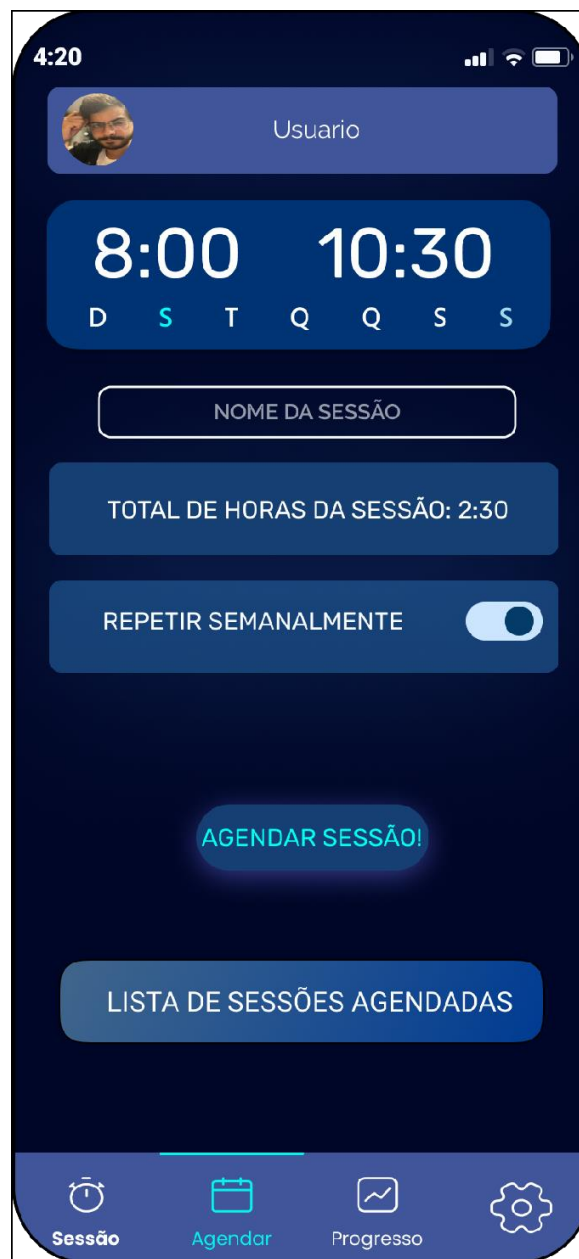 4:20
Usuario
8:00 10:30
D S T Q Q S S
NOME DA SESSÃO
TOTAL DE HORAS DA SESSÃO: 2:30
REPETIR SEMANALMENTE
AGENDAR SESSÃO!
LISTA DE SESSÕES AGENDADAS
Sessão Agendar Progresso